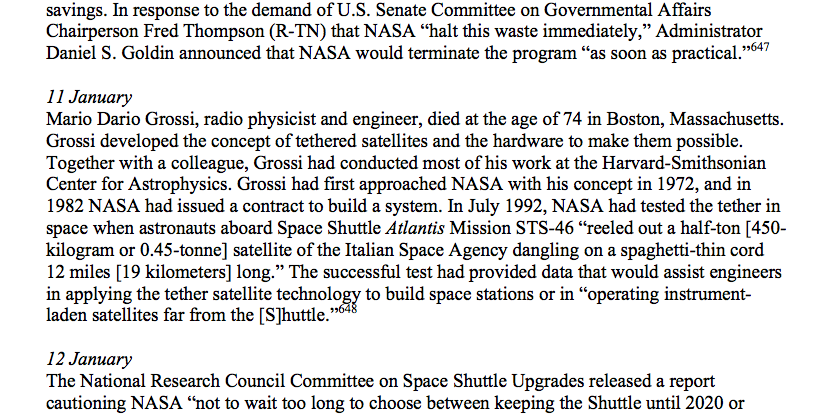 savings. In response to the demand of U.S. Senate Committee on Governmental Affairs
Chairperson Fred Thompson (R-TN) that NASA “halt this waste immediately,” Administrator
Daniel S. Goldin announced that NASA would terminate the program “as soon as practical.”647
11 January
Mario Dario Grossi, radio physicist and engineer, died at the age of 74 in Boston, Massachusetts.
Grossi developed the concept of tethered satellites and the hardware to make them possible.
Together with a colleague, Grossi had conducted most of his work at the Harvard-Smithsonian
Center for Astrophysics. Grossi had first approached NASA with his concept in 1972, and in
1982 NASA had issued a contract to build a system. In July 1992, NASA had tested the tether in
space when astronauts aboard Space Shuttle Atlantis Mission STS-46 “reeled out a half-ton [450-
kilogram or 0.45-tonne] satellite of the Italian Space Agency dangling on a spaghetti-thin cord
12 miles [19 kilometers] long.” The successful test had provided data that would assist engineers
in applying the tether satellite technology to build space stations or in “operating instrument-
laden satellites far from the [S]huttle.”648
12 January
The National Research Council Committee on Space Shuttle Upgrades released a report
cautioning NASA “not to wait too long to choose between keeping the Shuttle until 2020 or